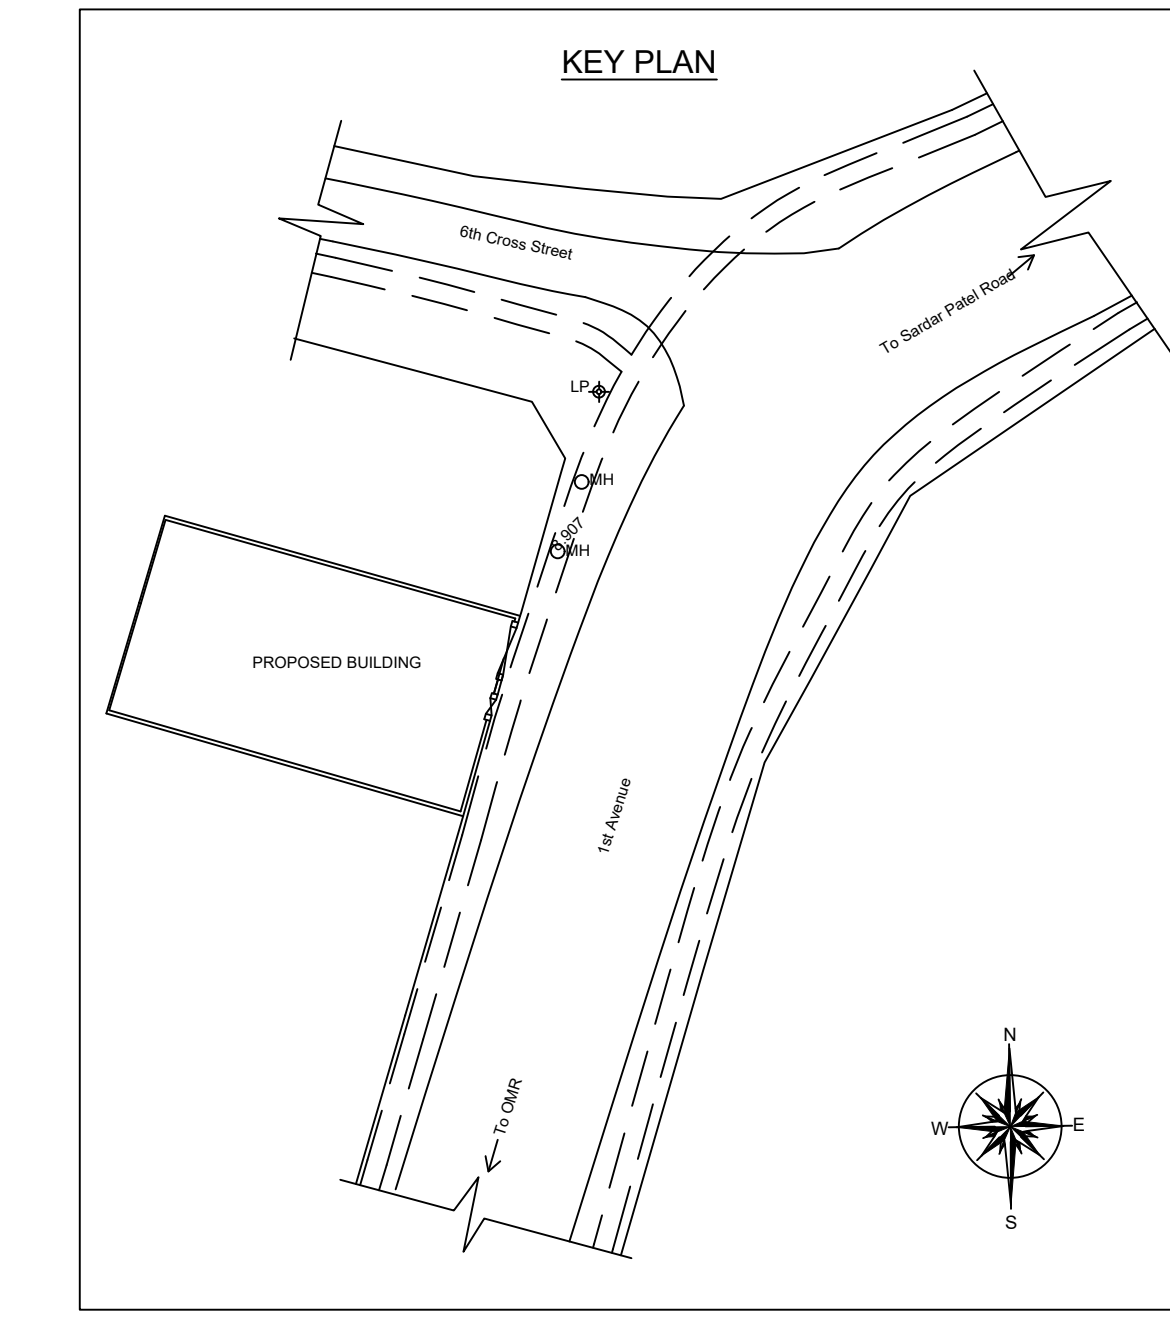 KEY PLAN
6th Cross Street
To Sardar Patel Road
LP
MH
MH
PROPOSED BUILDING
1st Avenue
To OMR
N
W
E
S